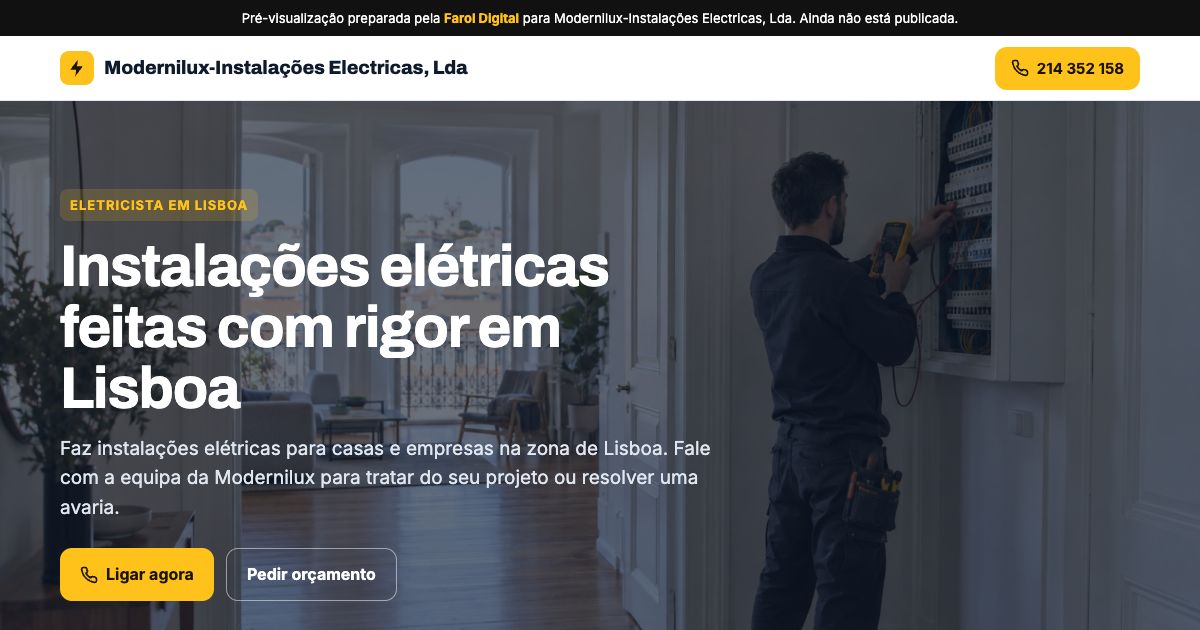 Pré-visualização preparada pela Farol Digital para Modernilux-Instalações Electricas, Lda. Ainda não está publicada.
Modernilux-Instalações Electricas, Lda
214 352 158
ELETRICISTA EM LISBOA
Instalações elétricas
feitas com rigor em
Lisboa
Faz instalações elétricas para casas e empresas na zona de Lisboa. Fale
com a equipa da Modernilux para tratar do seu projeto ou resolver uma
avaria.
Ligar agora
Pedir orçamento